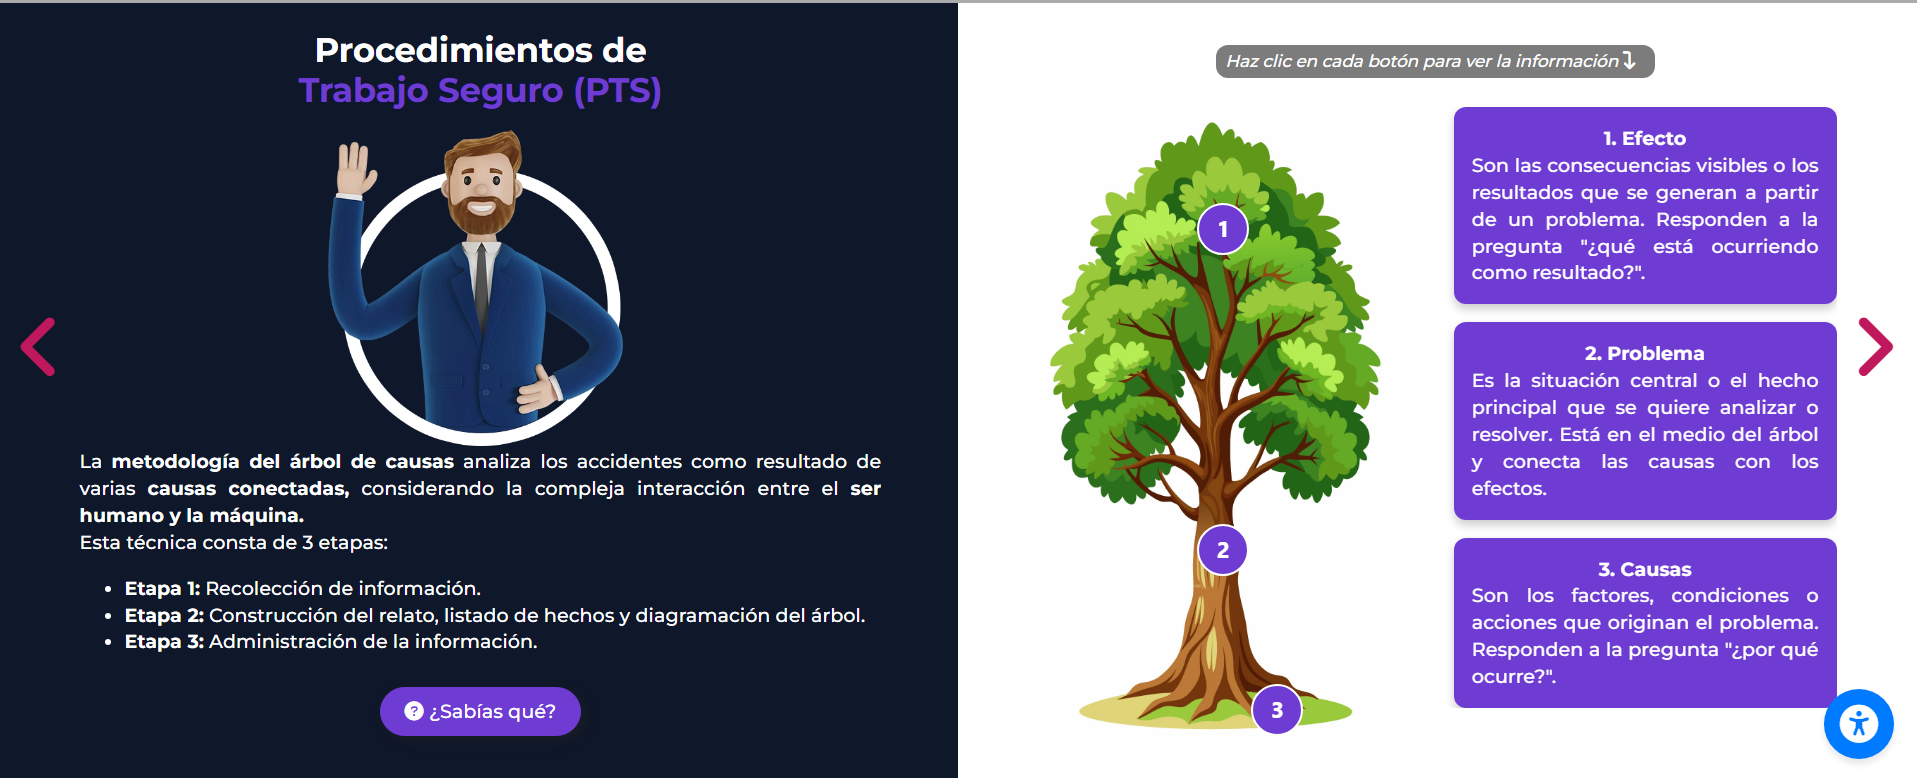 Procedimientos de
Trabajo Seguro (PTS)
La metodología del árbol de causas analiza los accidentes como resultado de
varias causas conectadas, considerando la compleja interacción entre el ser
humano y la máquina.
Esta técnica consta de 3 etapas:
• Etapa 1: Recolección de información.
• Etapa 2: Construcción del relato, listado de hechos y diagramación del árbol.
• Etapa 3: Administración de la información.
? ¿Sabías qué?
Haz clic en cada botón para ver la información
1
2
3
1. Efecto
Son las consecuencias visibles o los
resultados que se generan a partir
de un problema. Responden a la
pregunta "¿qué está ocurriendo
como resultado?".
2. Problema
Es la situación central o el hecho
principal que se quiere analizar o
resolver. Está en el medio del árbol
y conecta las causas con los
efectos.
3. Causas
Son los factores, condiciones o
acciones que originan el problema.
Responden a la pregunta "¿por qué
ocurre?".